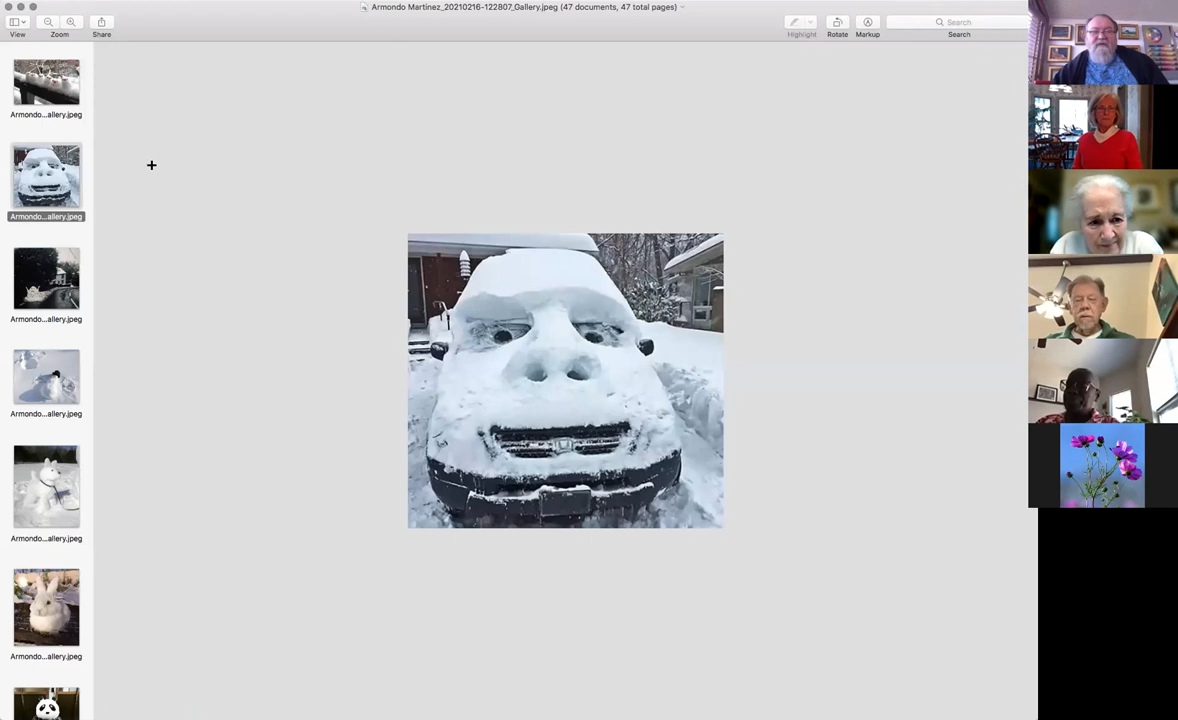 Armondo Martinez_20210216-122807_Gallery.jpeg (47 documents, 47 total pages)
View
Zoom
Share
Highlight
Rotate
Markup
Search
Search
Armondo...allery.jpeg
Armondo...allery.jpeg
Armondo...allery.jpeg
Armondo...allery.jpeg
Armondo...allery.jpeg
Armondo...allery.jpeg